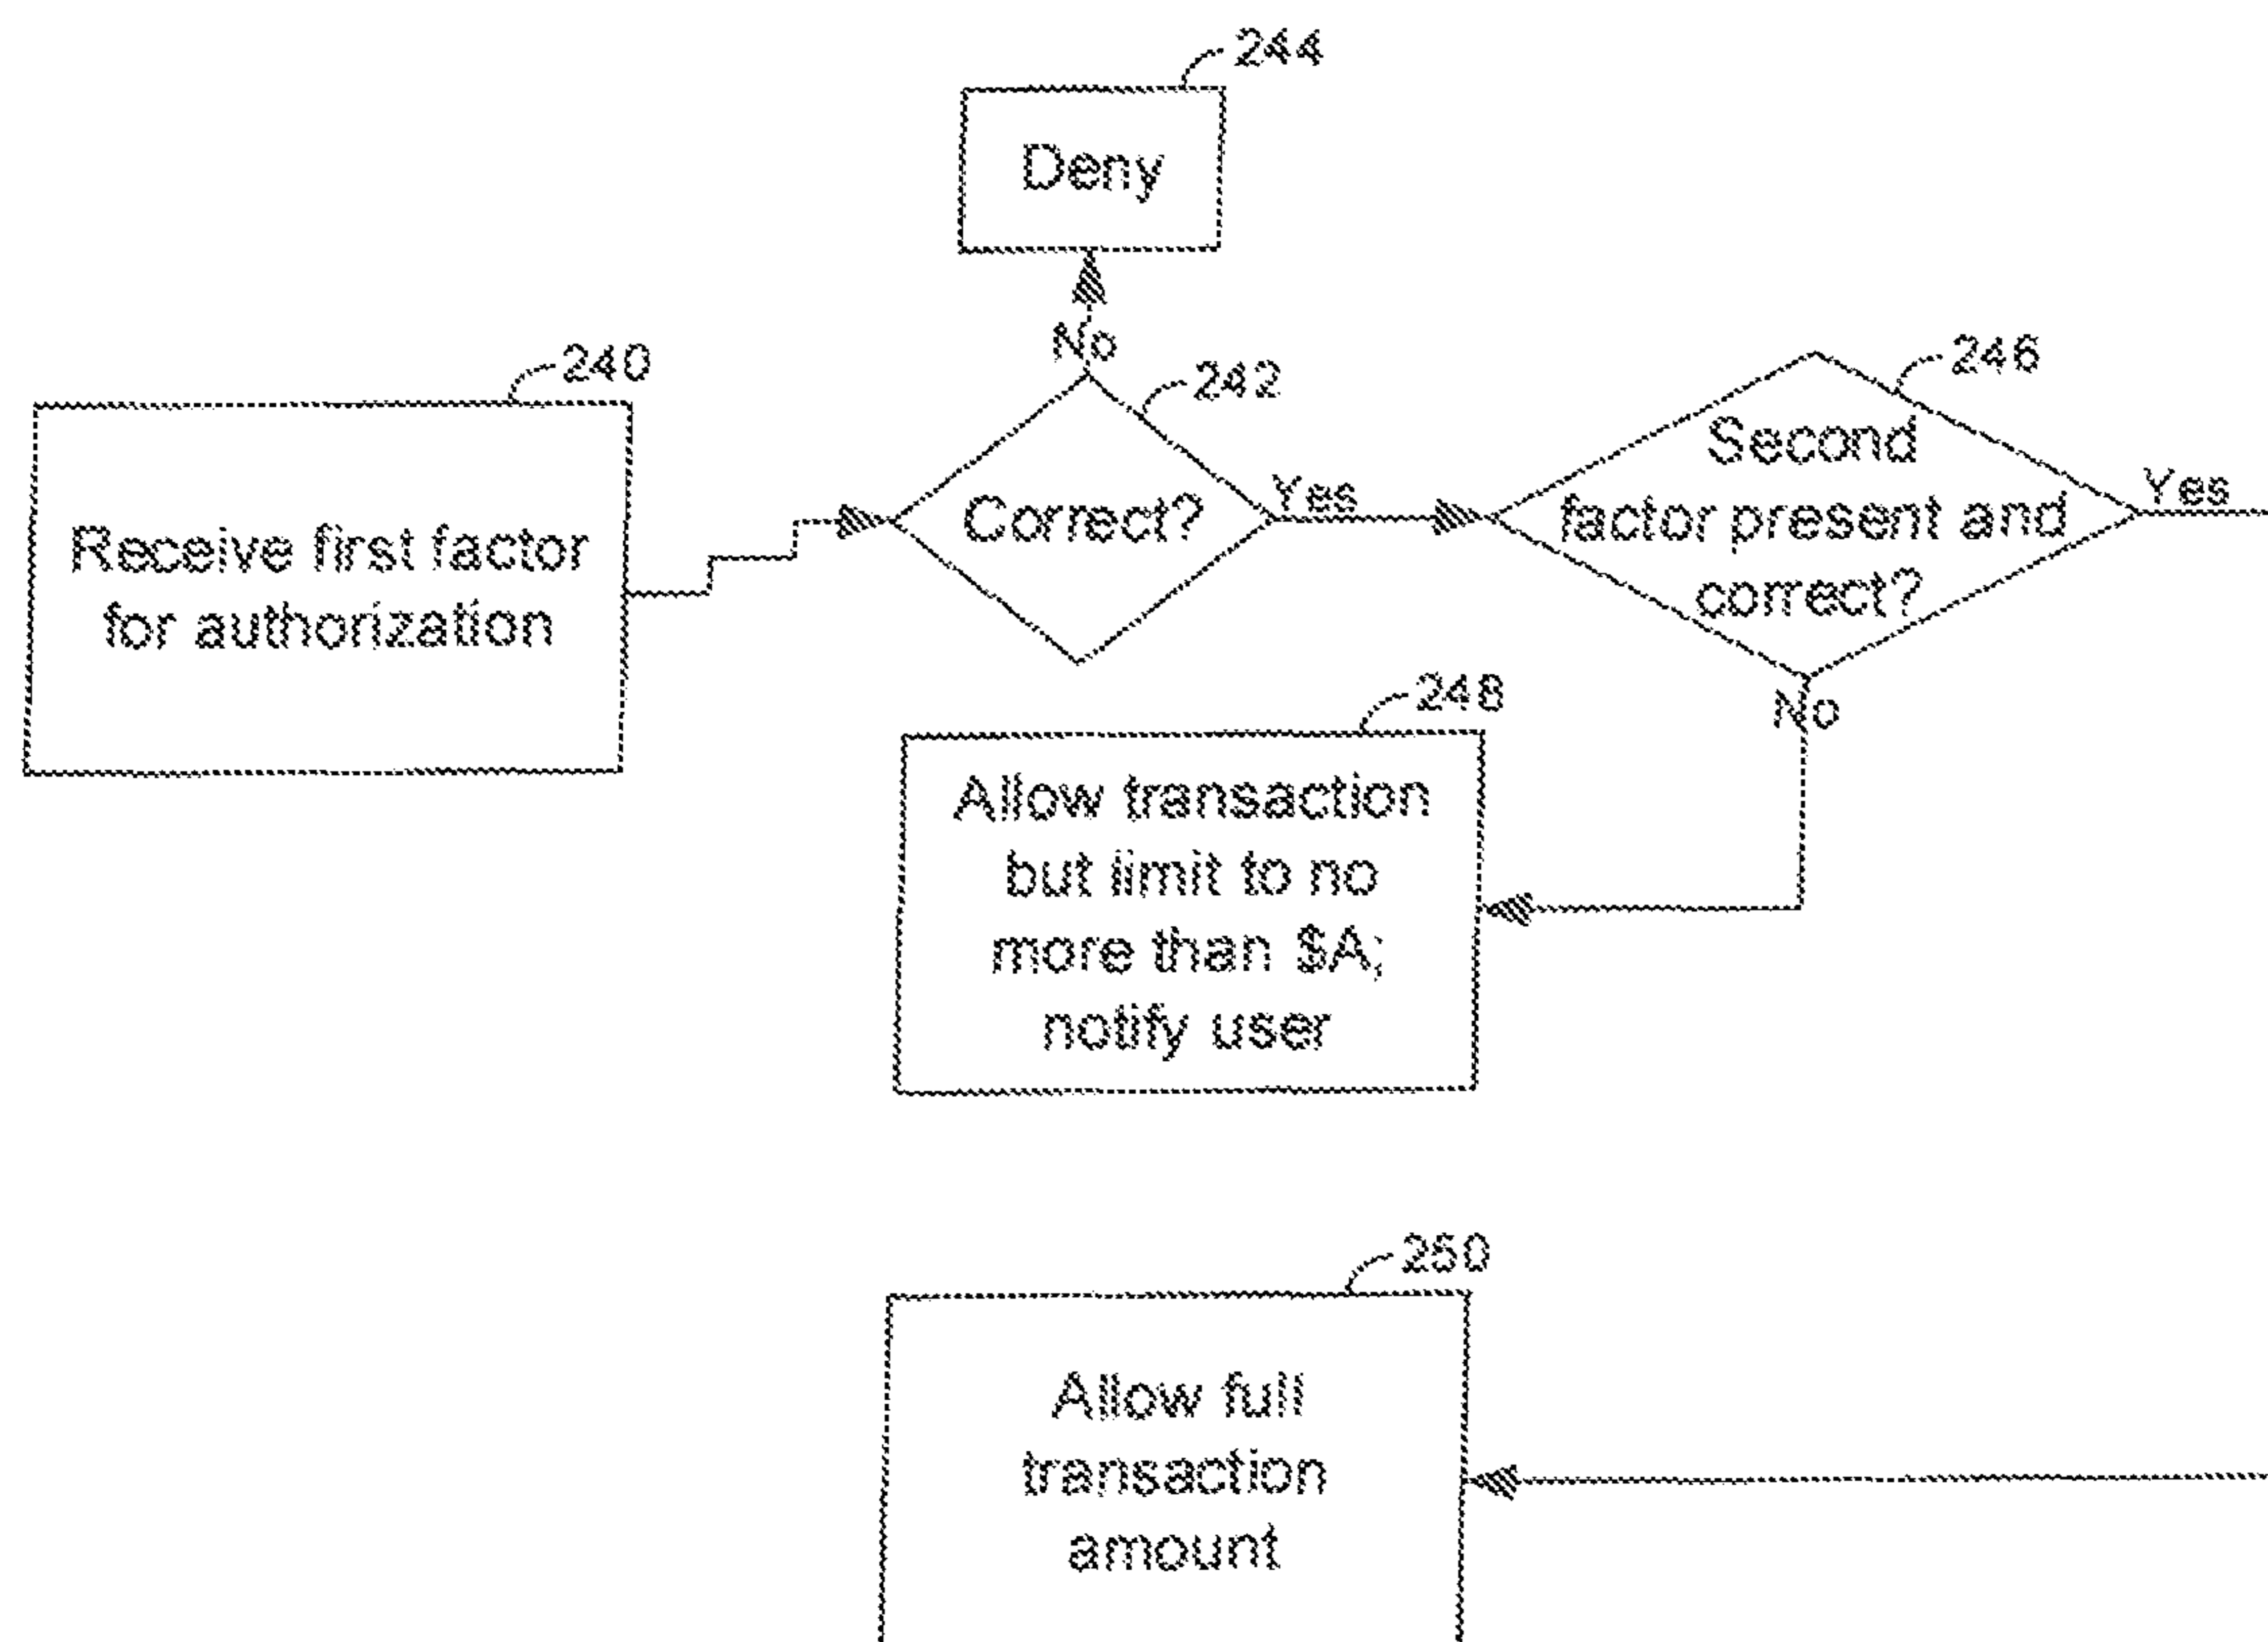 244
Deny
No
240
242
246
Receive first factor
for authorization
Correct?
Yes
Second
factor present and
correct?
Yes
No
248
Allow transaction
but limit to no
more than $A;
notify user
250
Allow full
transaction
amount